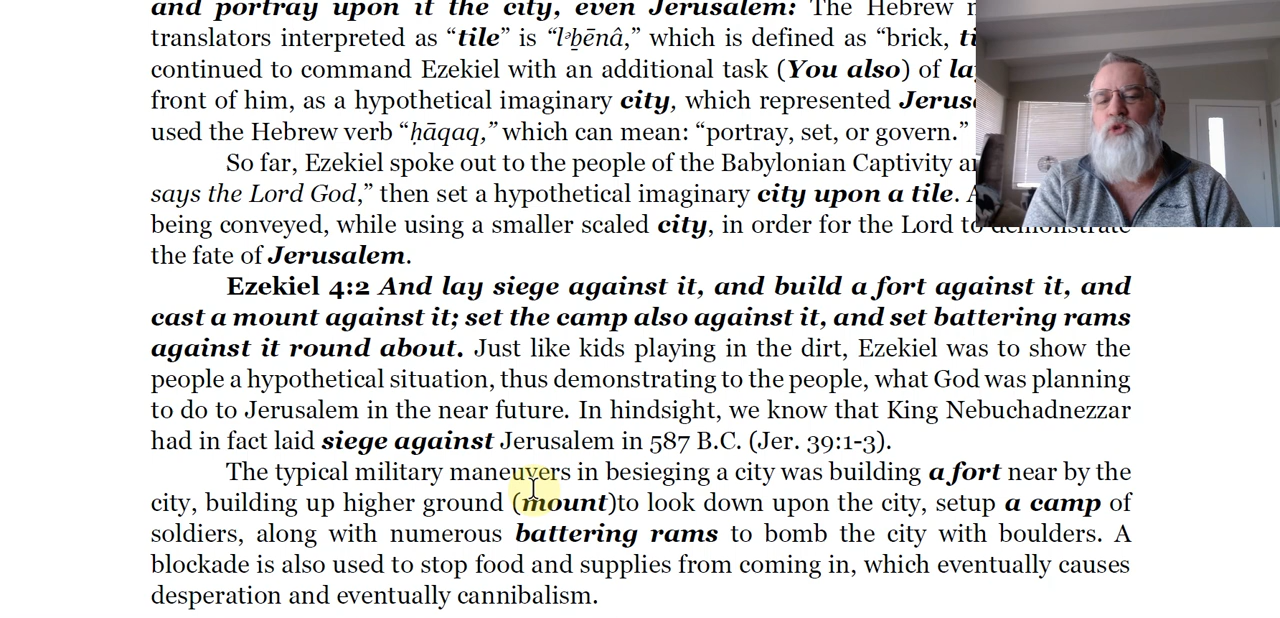 and portray upon it the city, even Jerusalem: The Hebrew
translators interpreted as “tile” is “lᵊḇēnâ,” which is defined as “brick,
continued to command Ezekiel with an additional task (You also) of
front of him, as a hypothetical imaginary city, which represented
used the Hebrew verb “ḥāqaq,” which can mean: “portray, set, or govern.”
So far, Ezekiel spoke out to the people of the Babylonian Captivity
says the Lord God,” then set a hypothetical imaginary city upon a tile.
being conveyed, while using a smaller scaled city, in order for the Lord to demonstrate
the fate of Jerusalem.
Ezekiel 4:2 And lay siege against it, and build a fort against it, and
cast a mount against it; set the camp also against it, and set battering rams
against it round about. Just like kids playing in the dirt, Ezekiel was to show the
people a hypothetical situation, thus demonstrating to the people, what God was planning
to do to Jerusalem in the near future. In hindsight, we know that King Nebuchadnezzar
had in fact laid siege against Jerusalem in 587 B.C. (Jer. 39:1-3).
The typical military maneuvers in besieging a city was building a fort near by the
city, building up higher ground (mount)to look down upon the city, setup a camp of
soldiers, along with numerous battering rams to bomb the city with boulders. A
blockade is also used to stop food and supplies from coming in, which eventually causes
desperation and eventually cannibalism.